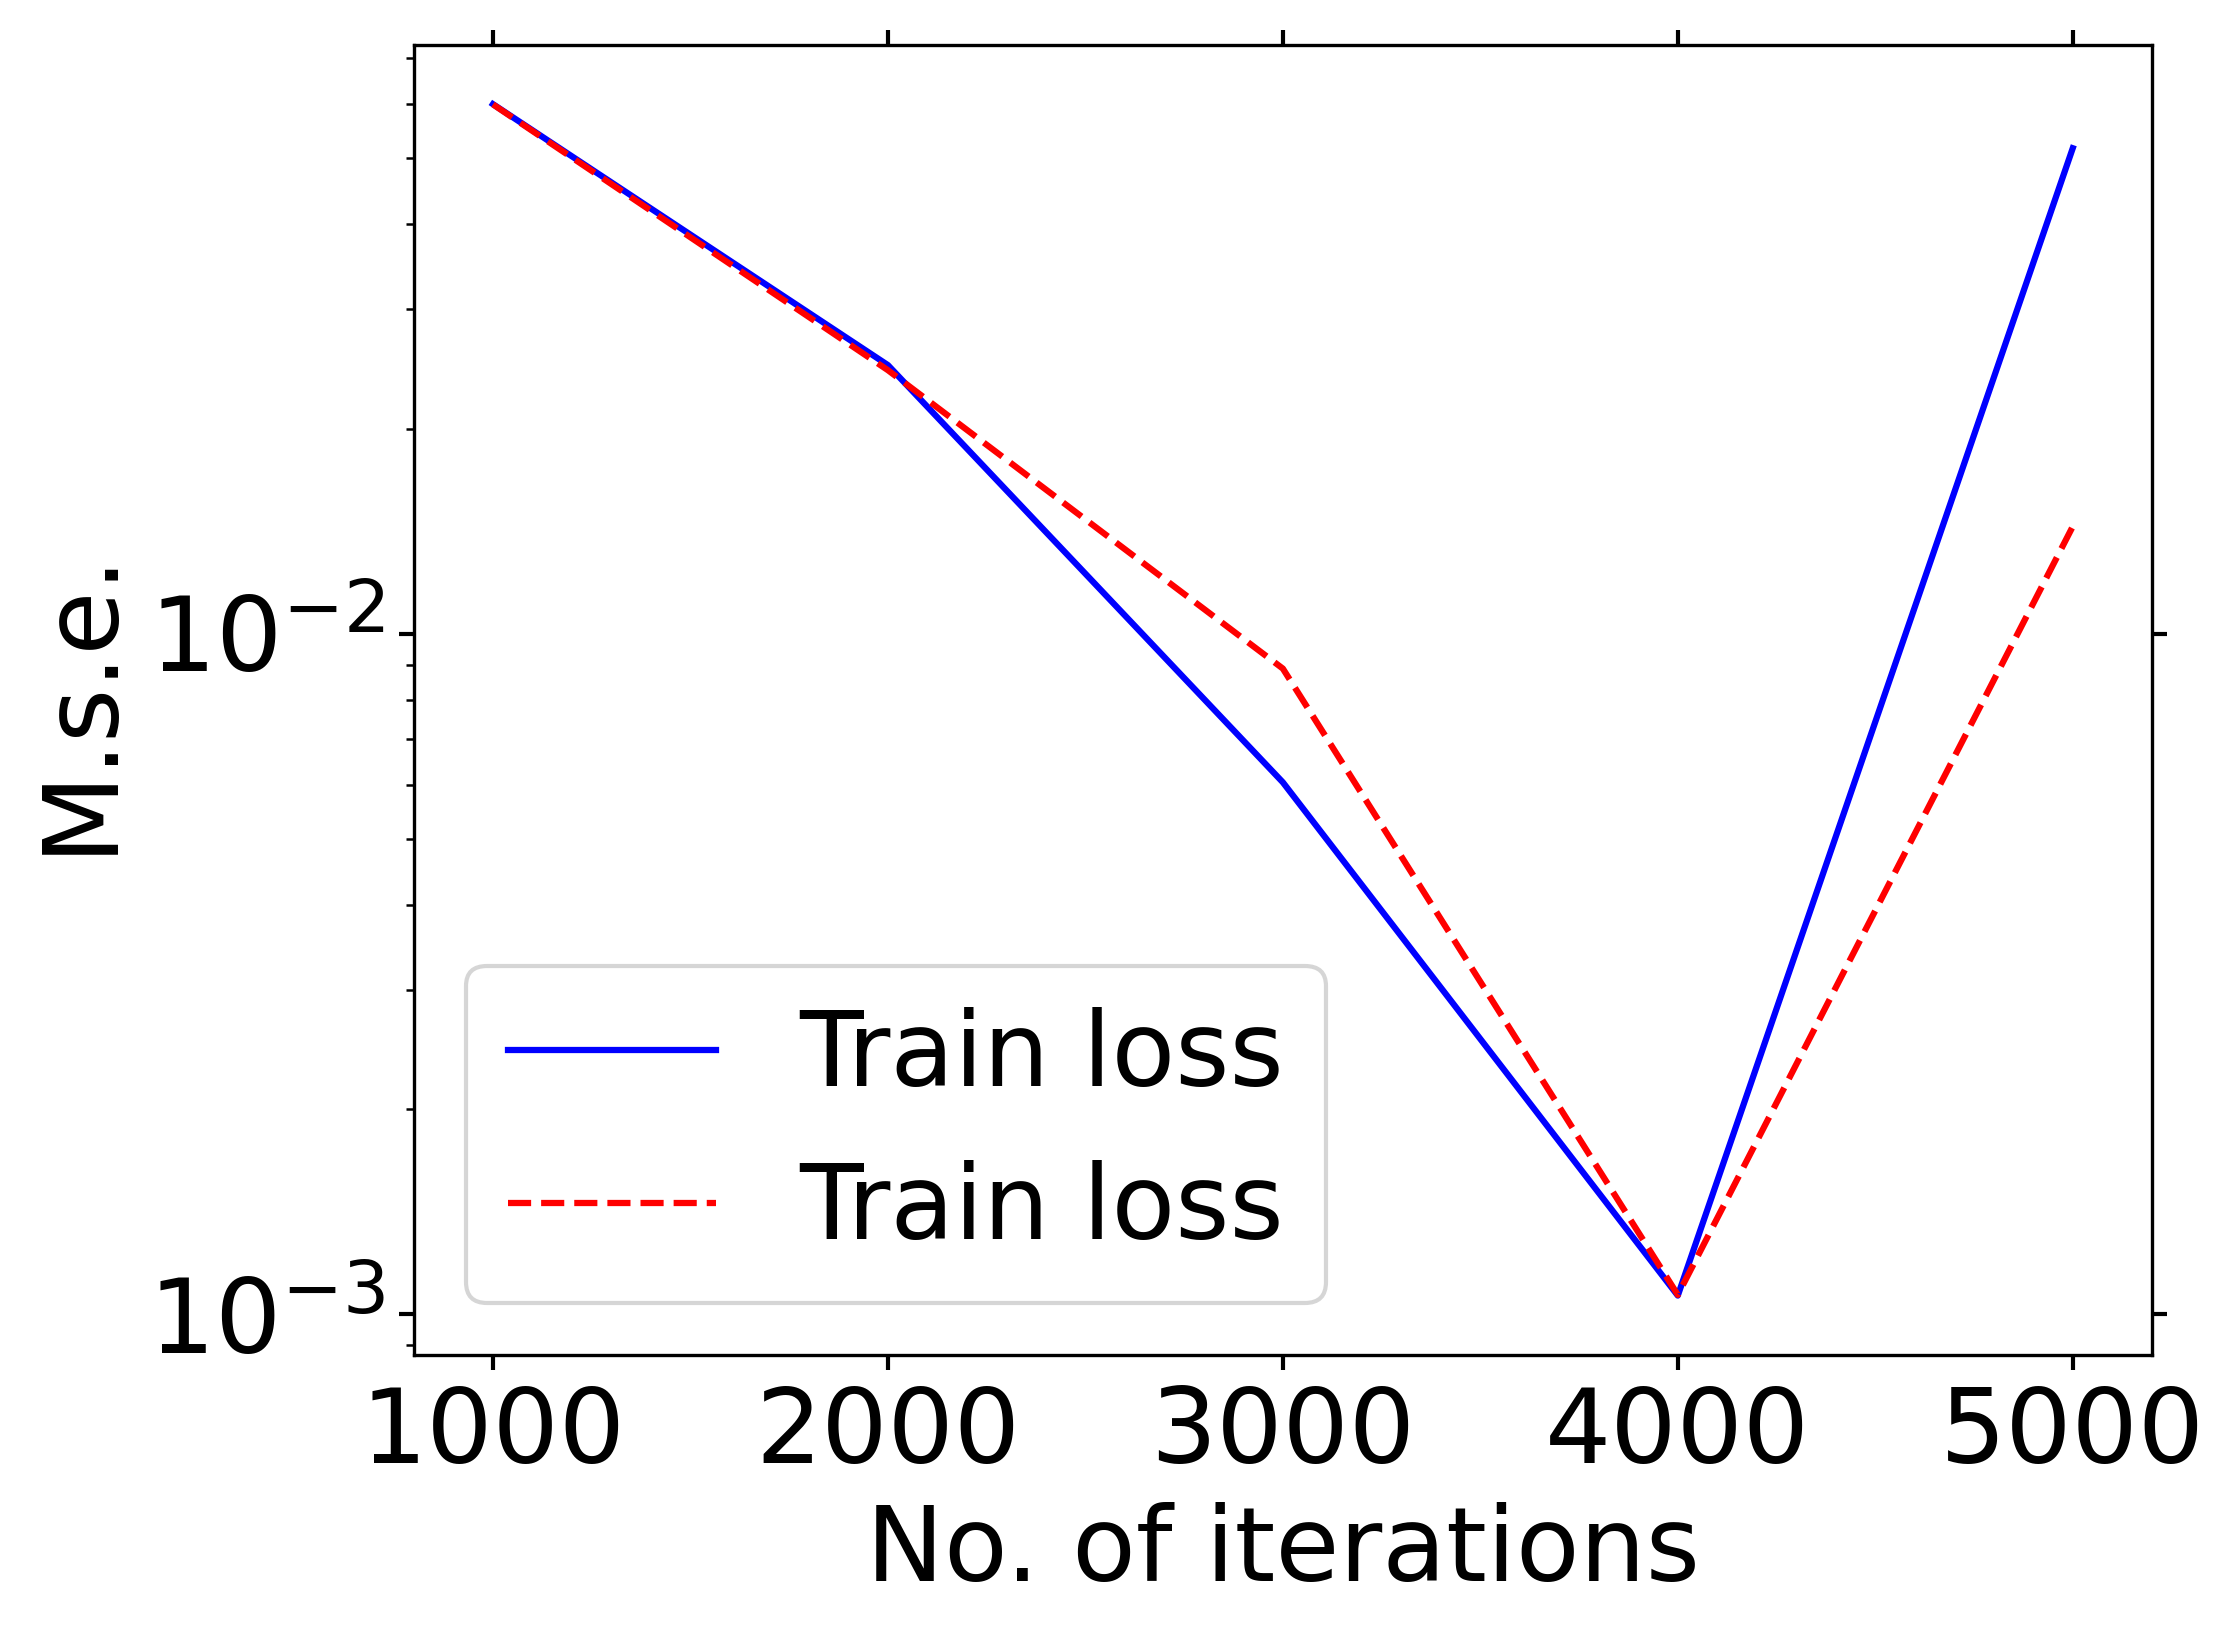 M.s.e.
10⁻²
10⁻³
Train loss
Train loss
1000 2000 3000 4000 5000
No. of iterations